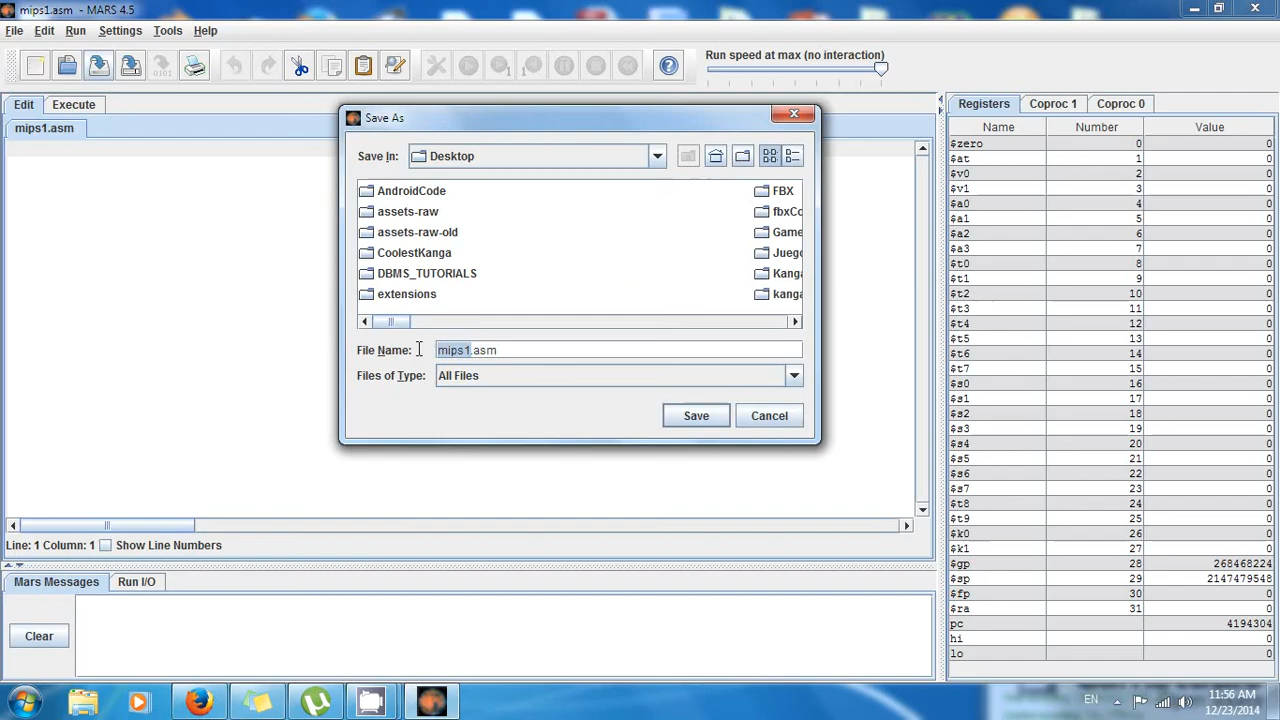 mips1.asm - MARS 4.5
File Edit Run Settings Tools Help
Run speed at max (no interaction)
Edit Execute
mips1.asm
Save As
Save In: Desktop
AndroidCode
assets-raw
assets-raw-old
CoolestKanga
DBMS_TUTORIALS
extensions
FBX
fbxCo
Game
Juego
Kanga
kanga
File Name: mips1.asm
Files of Type: All Files
Save Cancel
Line: 1 Column: 1 Show Line Numbers
Mars Messages Run I/O
Clear
Registers Coproc 1 Coproc 0
Name Number Value
$zero 0 0
$at 1 0
$v0 2 0
$v1 3 0
$a0 4 0
$a1 5 0
$a2 6 0
$a3 7 0
$t0 8 0
$t1 9 0
$t2 10 0
$t3 11 0
$t4 12 0
$t5 13 0
$t6 14 0
$t7 15 0
$s0 16 0
$s1 17 0
$s2 18 0
$s3 19 0
$s4 20 0
$s5 21 0
$s6 22 0
$s7 23 0
$t8 24 0
$t9 25 0
$k0 26 0
$k1 27 0
$gp 28 268468224
$sp 29 2147479548
$fp 30 0
$ra 31 0
pc 4194304
hi 0
lo 0
EN
11:56 AM
12/23/2014